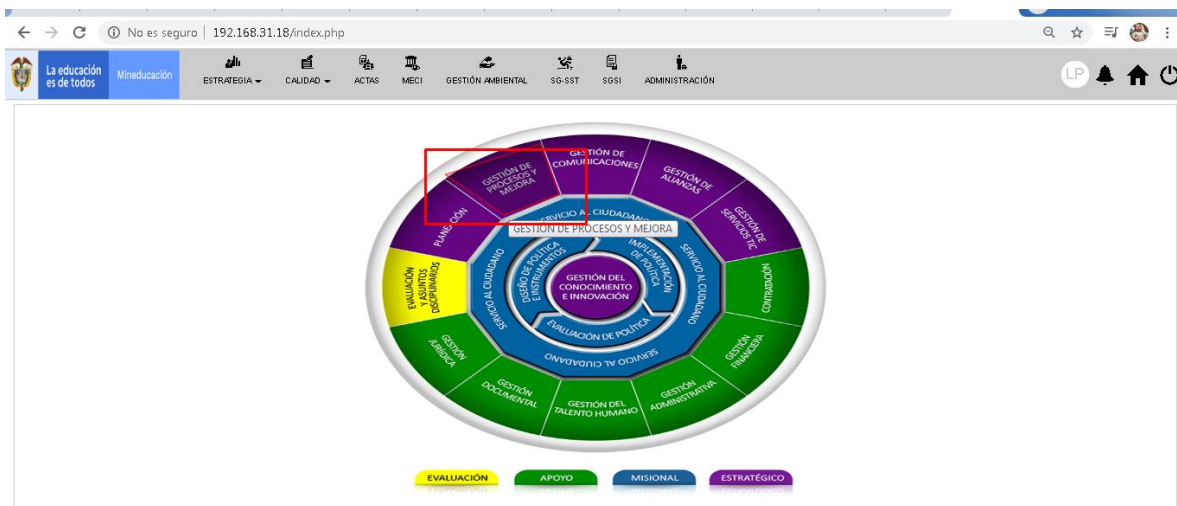 No es seguro | 192.168.31.18/index.php
La educación
es de todos
Mineducación
ESTRATEGIA
CALIDAD
ACTAS
MECI
GESTIÓN AMBIENTAL
SG-SST
SGSI
ADMINISTRACIÓN
LP
GESTIÓN DE
COMUNICACIONES
GESTIÓN DE
PROCESOS Y
MEJORA
GESTIÓN DE
ALIANZAS
PLANEACIÓN
GESTIÓN DE
SERVICIOS TIC
SERVICIO AL CIUDADANO
GESTIÓN DE PROCESOS Y MEJORA
EVALUACIÓN
Y ASUNTOS
DISCIPLINARIOS
SERVICIO AL CIUDADANO
DISEÑO DE POLÍTICA
E INSTRUMENTOS
IMPLEMENTACIÓN
DE POLÍTICA
SERVICIO AL CIUDADANO
CONTRATACIÓN
GESTIÓN DEL
CONOCIMIENTO
E INNOVACIÓN
EVALUACIÓN DE POLÍTICA
SERVICIO AL CIUDADANO
GESTIÓN
JURÍDICA
GESTIÓN
FINANCIERA
GESTIÓN
DOCUMENTAL
GESTIÓN DEL
TALENTO HUMANO
GESTIÓN
ADMINISTRATIVA
EVALUACIÓN
APOYO
MISIONAL
ESTRATÉGICO